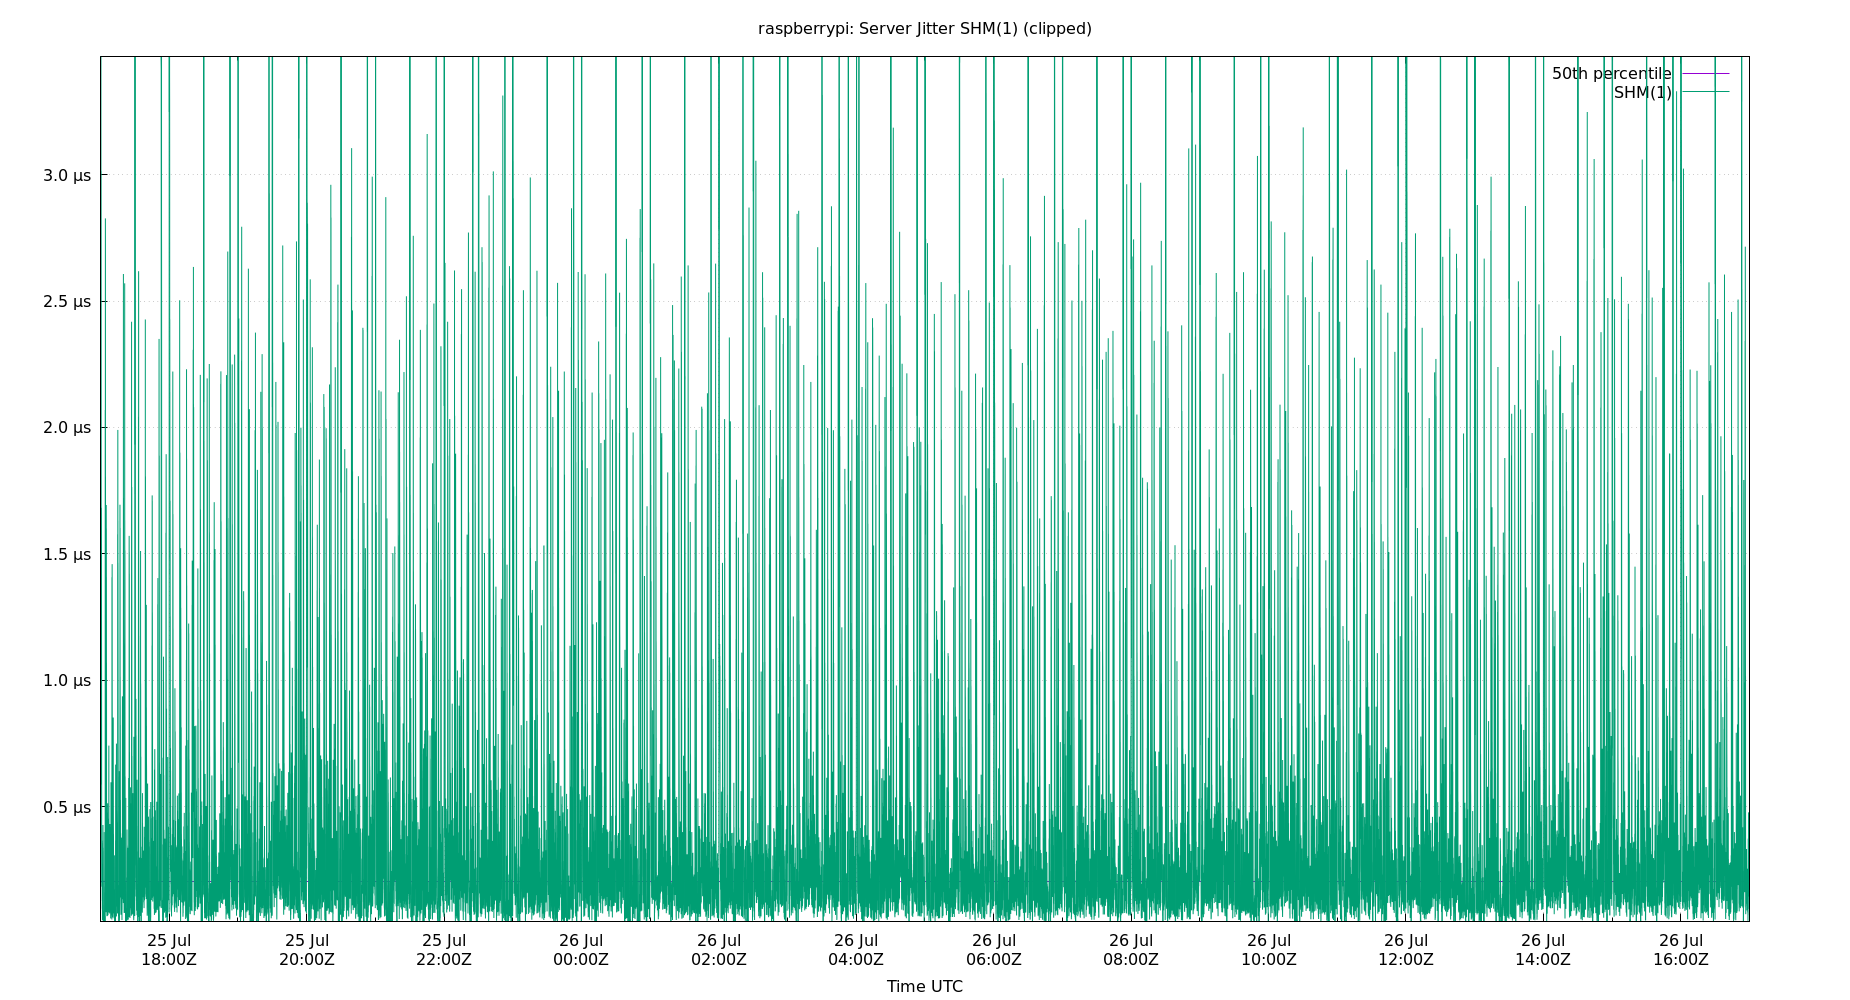 raspberrypi: Server Jitter SHM(1) (clipped)
50th percentile
SHM(1)
3.0 µs
2.5 µs
2.0 µs
1.5 µs
1.0 µs
0.5 µs
25 Jul 25 Jul 25 Jul 26 Jul 26 Jul 26 Jul 26 Jul 26 Jul 26 Jul 26 Jul 26 Jul 26 Jul
18:00Z 20:00Z 22:00Z 00:00Z 02:00Z 04:00Z 06:00Z 08:00Z 10:00Z 12:00Z 14:00Z 16:00Z
Time UTC